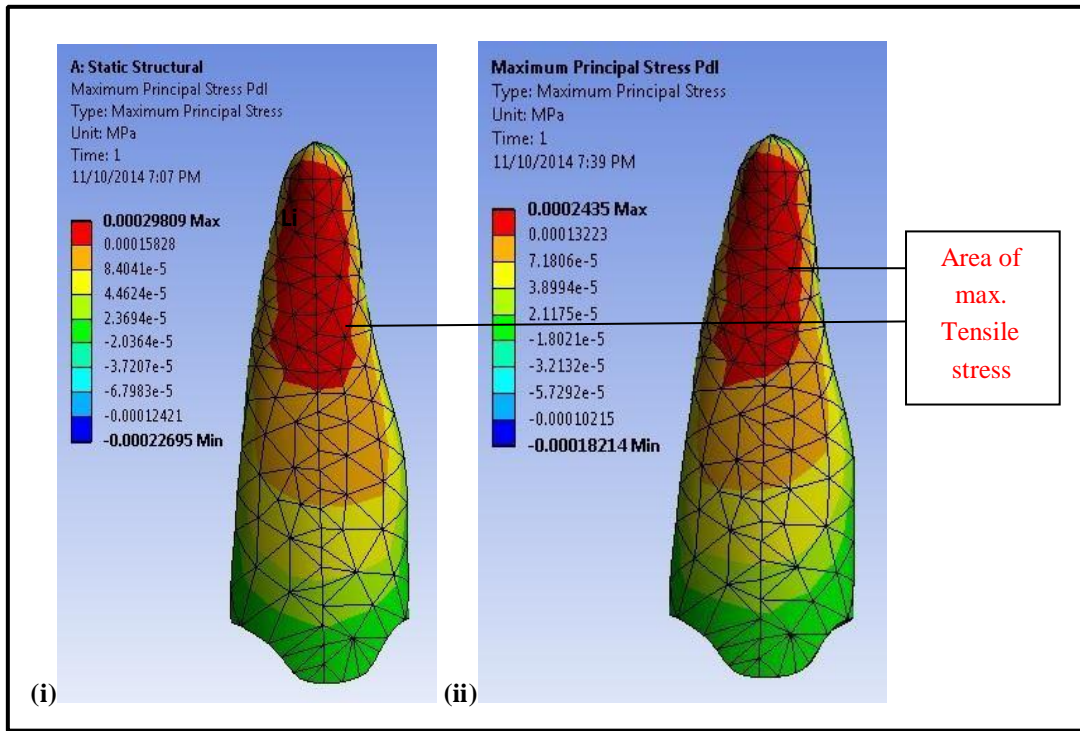 A: Static Structural
Maximum Principal Stress Pdl
Type: Maximum Principal Stress
Unit: MPa
Time: 1
11/10/2014 7:07 PM
0.00029809 Max
0.00015828
8.4041e-5
4.4624e-5
2.3694e-5
-2.0364e-5
-3.7207e-5
-6.7983e-5
-0.00012421
-0.00022695 Min
Li
(i)
Maximum Principal Stress Pdl
Type: Maximum Principal Stress
Unit: MPa
Time: 1
11/10/2014 7:39 PM
0.0002435 Max
0.00013223
7.1806e-5
3.8994e-5
2.1175e-5
-1.8021e-5
-3.2132e-5
-5.7292e-5
-0.00010215
-0.00018214 Min
(ii)
Area of
max.
Tensile
stress